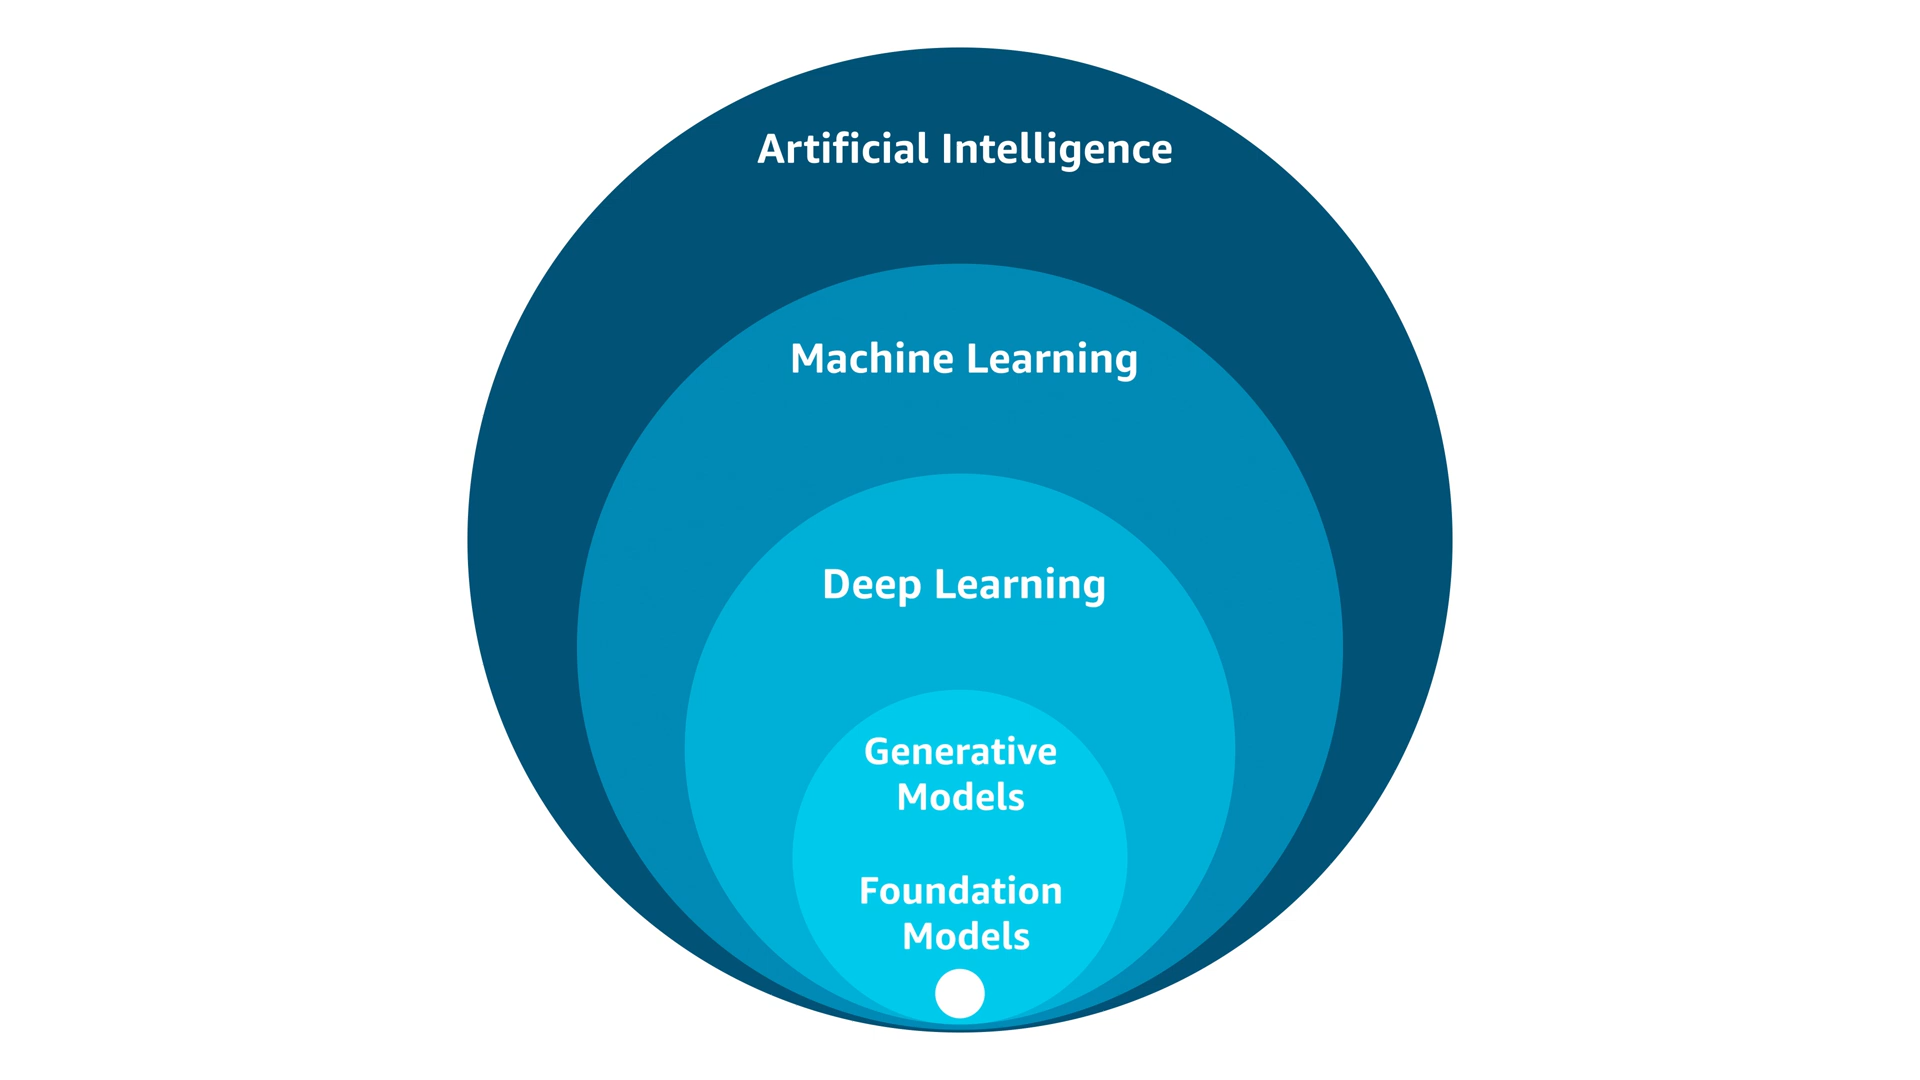 Artificial Intelligence
Machine Learning
Deep Learning
Generative
Models
Foundation
Models